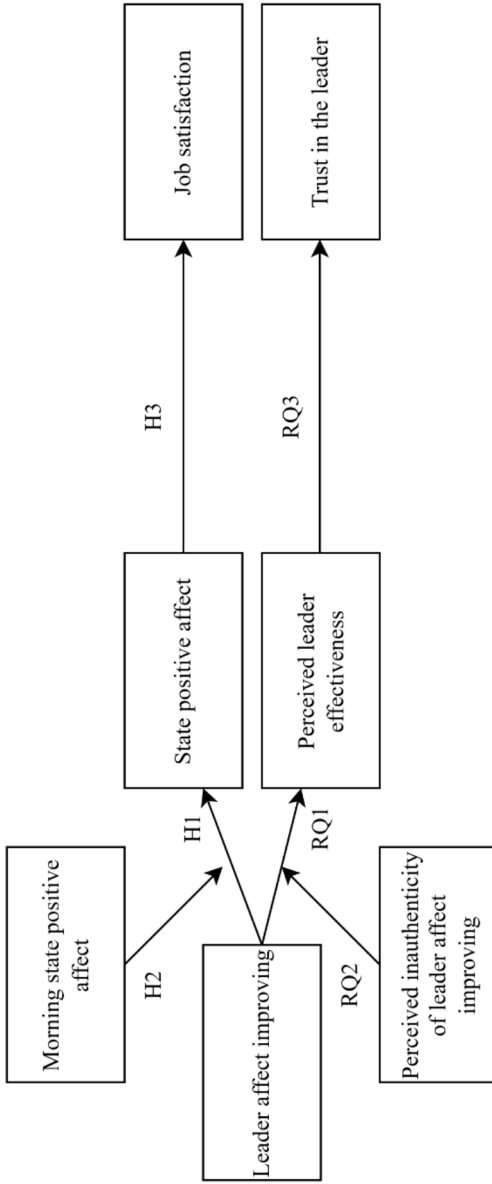 Morning state positive
affect
H2
Leader affect improving
RQ2
Perceived inauthenticity
of leader affect
improving
H1
RQ1
State positive affect
Perceived leader
effectiveness
H3
RQ3
Job satisfaction
Trust in the leader